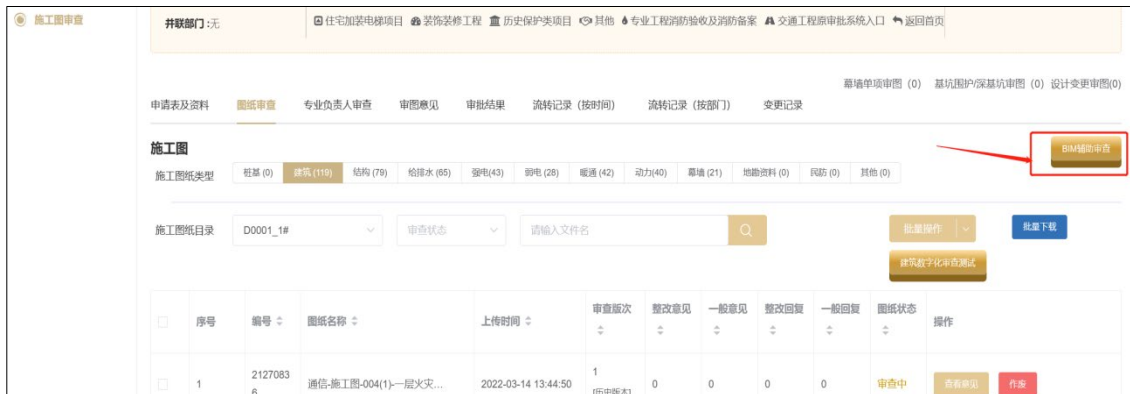 施工图审查
并联部门 :无
住宅加装电梯项目 装饰装修工程 历史保护类项目 其他 专业工程消防验收及消防备案 交通工程原审批系统入口 返回首页
幕墙单项审图 (0) 基坑围护/深基坑审图 (0) 设计变更审图(0)
申请表及资料 图纸审查 专业负责人审查 审图意见 审批结果 流转记录 (按时间) 流转记录 (按部门) 变更记录
施工图
BIM辅助审查
施工图纸类型 桩基 (0) 建筑 (119) 结构 (79) 给排水 (65) 强电(43) 弱电 (28) 暖通 (42) 动力(40) 幕墙 (21) 地勘资料 (0) 民防 (0) 其他 (0)
施工图纸目录 D0001_1# 审查状态 请输入文件名 批量操作 批量下载
建筑数字化审查测试
序号 编号 图纸名称 上传时间 审查版次 整改意见 一般意见 整改回复 一般回复 图纸状态 操作
1 21270836 通信-施工图-004(1)-一层火灾... 2022-03-14 13:44:50 1 0 0 0 0 审查中 查看意见 作废
[历史版本]